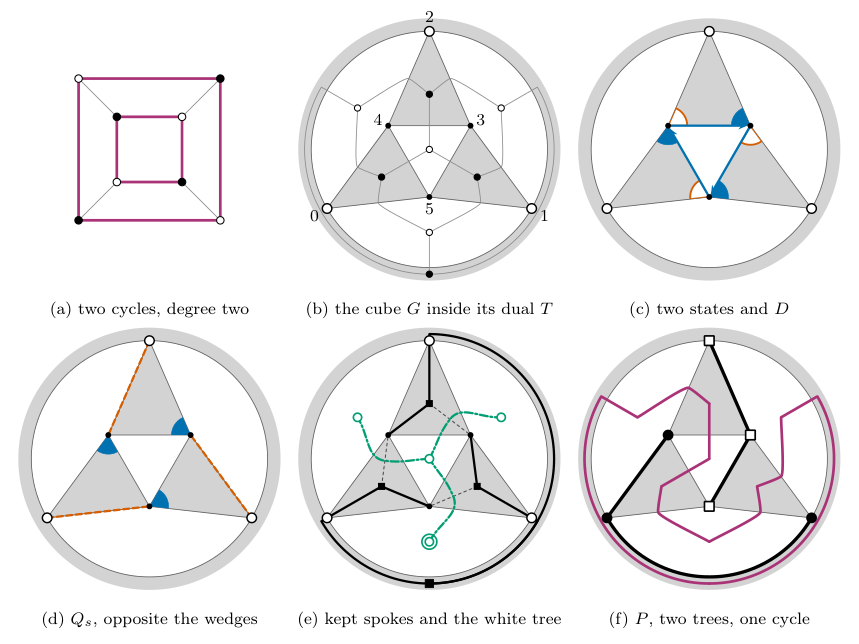 2
4
3
5
0
1
(a) two cycles, degree two
(b) the cube G inside its dual T
(c) two states and D
(d) Qₛ, opposite the wedges
(e) kept spokes and the white tree
(f) P, two trees, one cycle